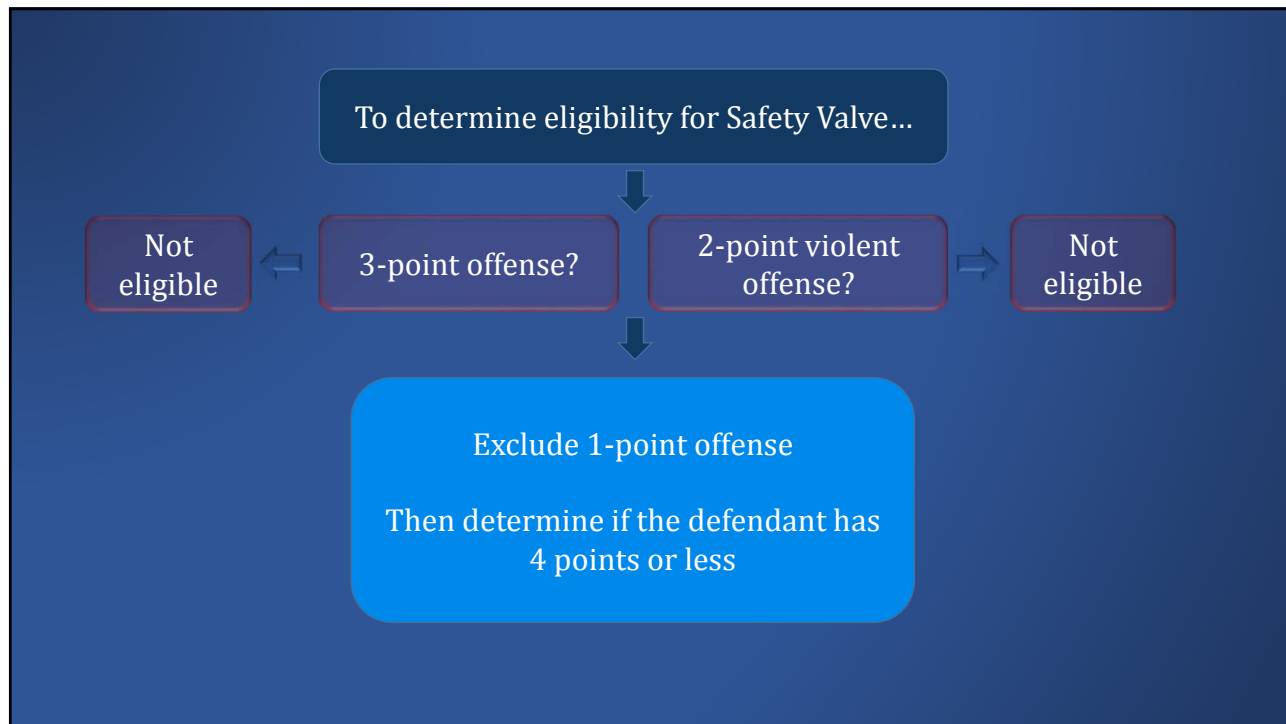 To determine eligibility for Safety Valve…
Not
eligible
3-point offense?
2-point violent
offense?
Not
eligible
Exclude 1-point offense
Then determine if the defendant has
4 points or less